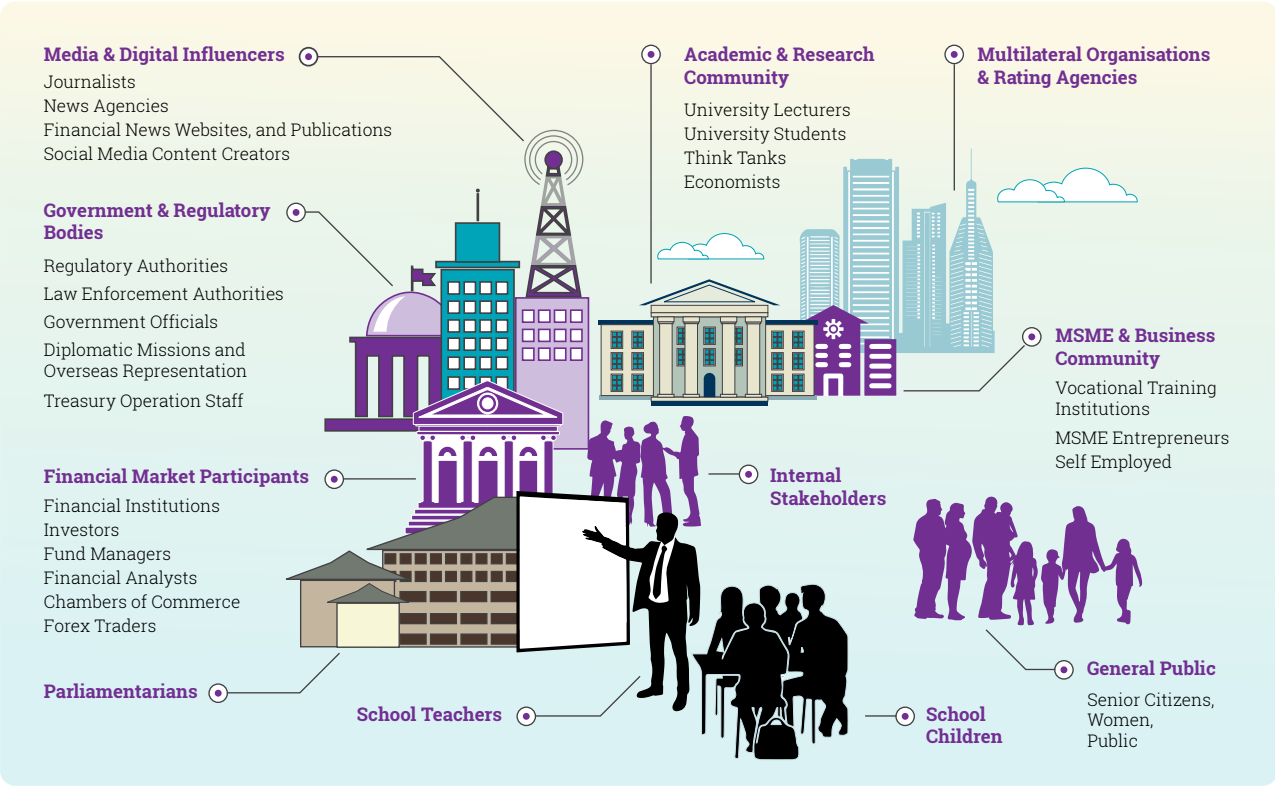 Media & Digital Influencers
Journalists
News Agencies
Financial News Websites, and Publications
Social Media Content Creators
Academic & Research
Community
University Lecturers
University Students
Think Tanks
Economists
Multilateral Organisations
& Rating Agencies
Government & Regulatory
Bodies
Regulatory Authorities
Law Enforcement Authorities
Government Officials
Diplomatic Missions and
Overseas Representation
Treasury Operation Staff
MSME & Business
Community
Vocational Training
Institutions
MSME Entrepreneurs
Self Employed
Financial Market Participants
Financial Institutions
Investors
Fund Managers
Financial Analysts
Chambers of Commerce
Forex Traders
Internal
Stakeholders
Parliamentarians
School Teachers
School
Children
General Public
Senior Citizens,
Women,
Public